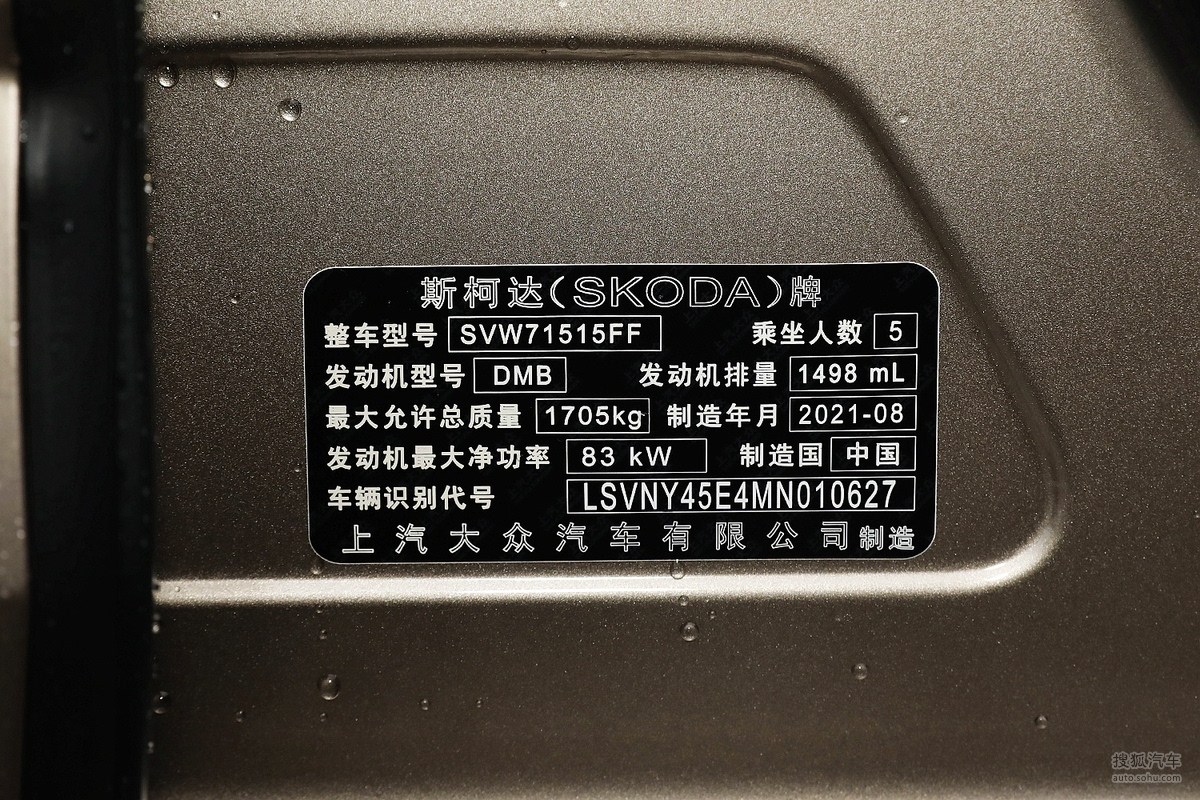 斯柯达(SKODA)牌
整车型号 SVW71515FF 乘坐人数 5
发动机型号 DMB 发动机排量 1498 mL
最大允许总质量 1705kg 制造年月 2021-08
发动机最大净功率 83 kW 制造国 中国
车辆识别代号 LSVNY45E4MN010627
上汽大众汽车有限公司制造
搜狐汽车
auto.sohu.com